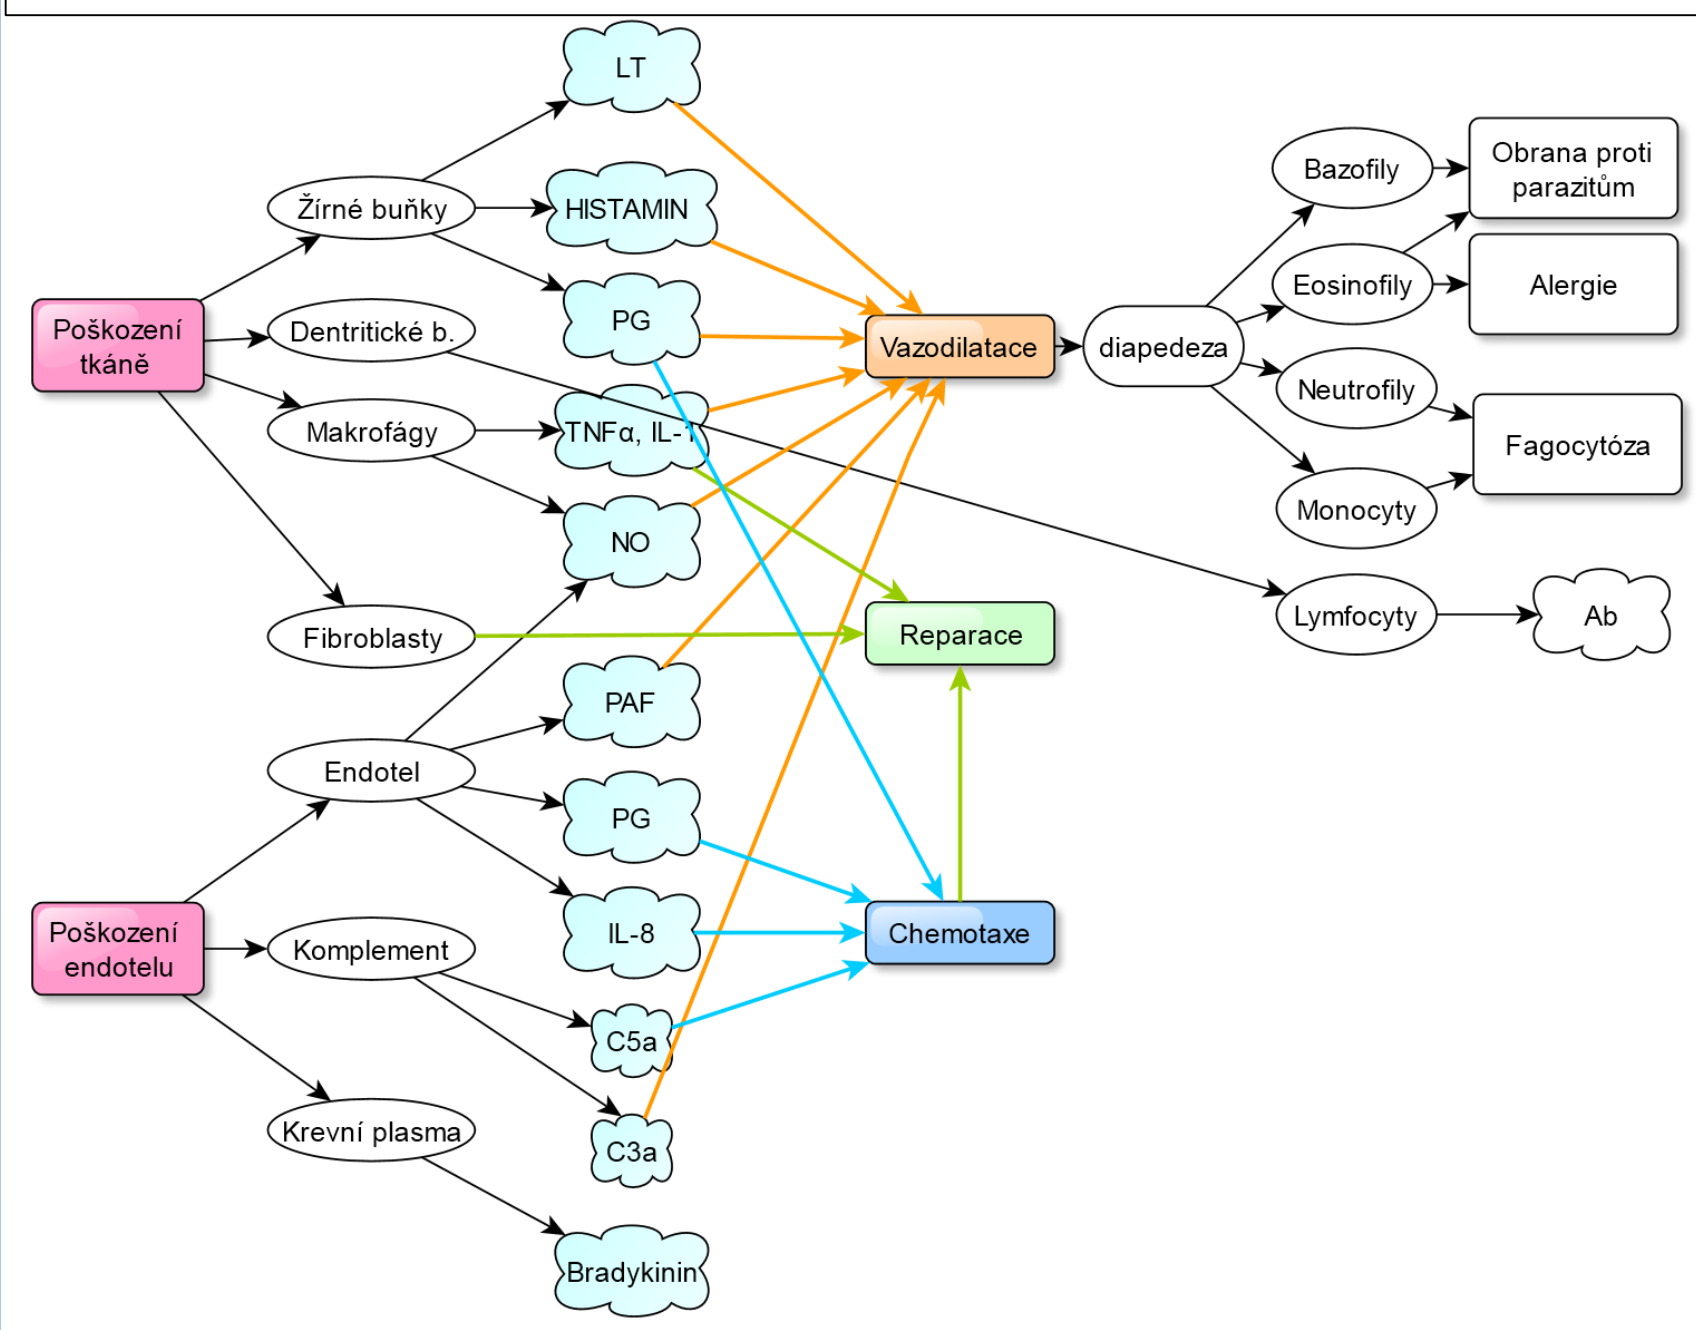 LT
Žírné buňky
HISTAMIN
PG
Poškození
tkáně
Dentritické b.
Makrofágy
TNFα, IL-1
NO
Fibroblasty
Vazodilatace
diapedeza
Bazofily
Obrana proti
parazitům
Eosinofily
Alergie
Neutrofily
Fagocytóza
Monocyty
Lymfocyty
Ab
Reparace
PAF
Endotel
PG
IL-8
Chemotaxe
Poškození
endotelu
Komplement
C5a
C3a
Krevní plasma
Bradykinin